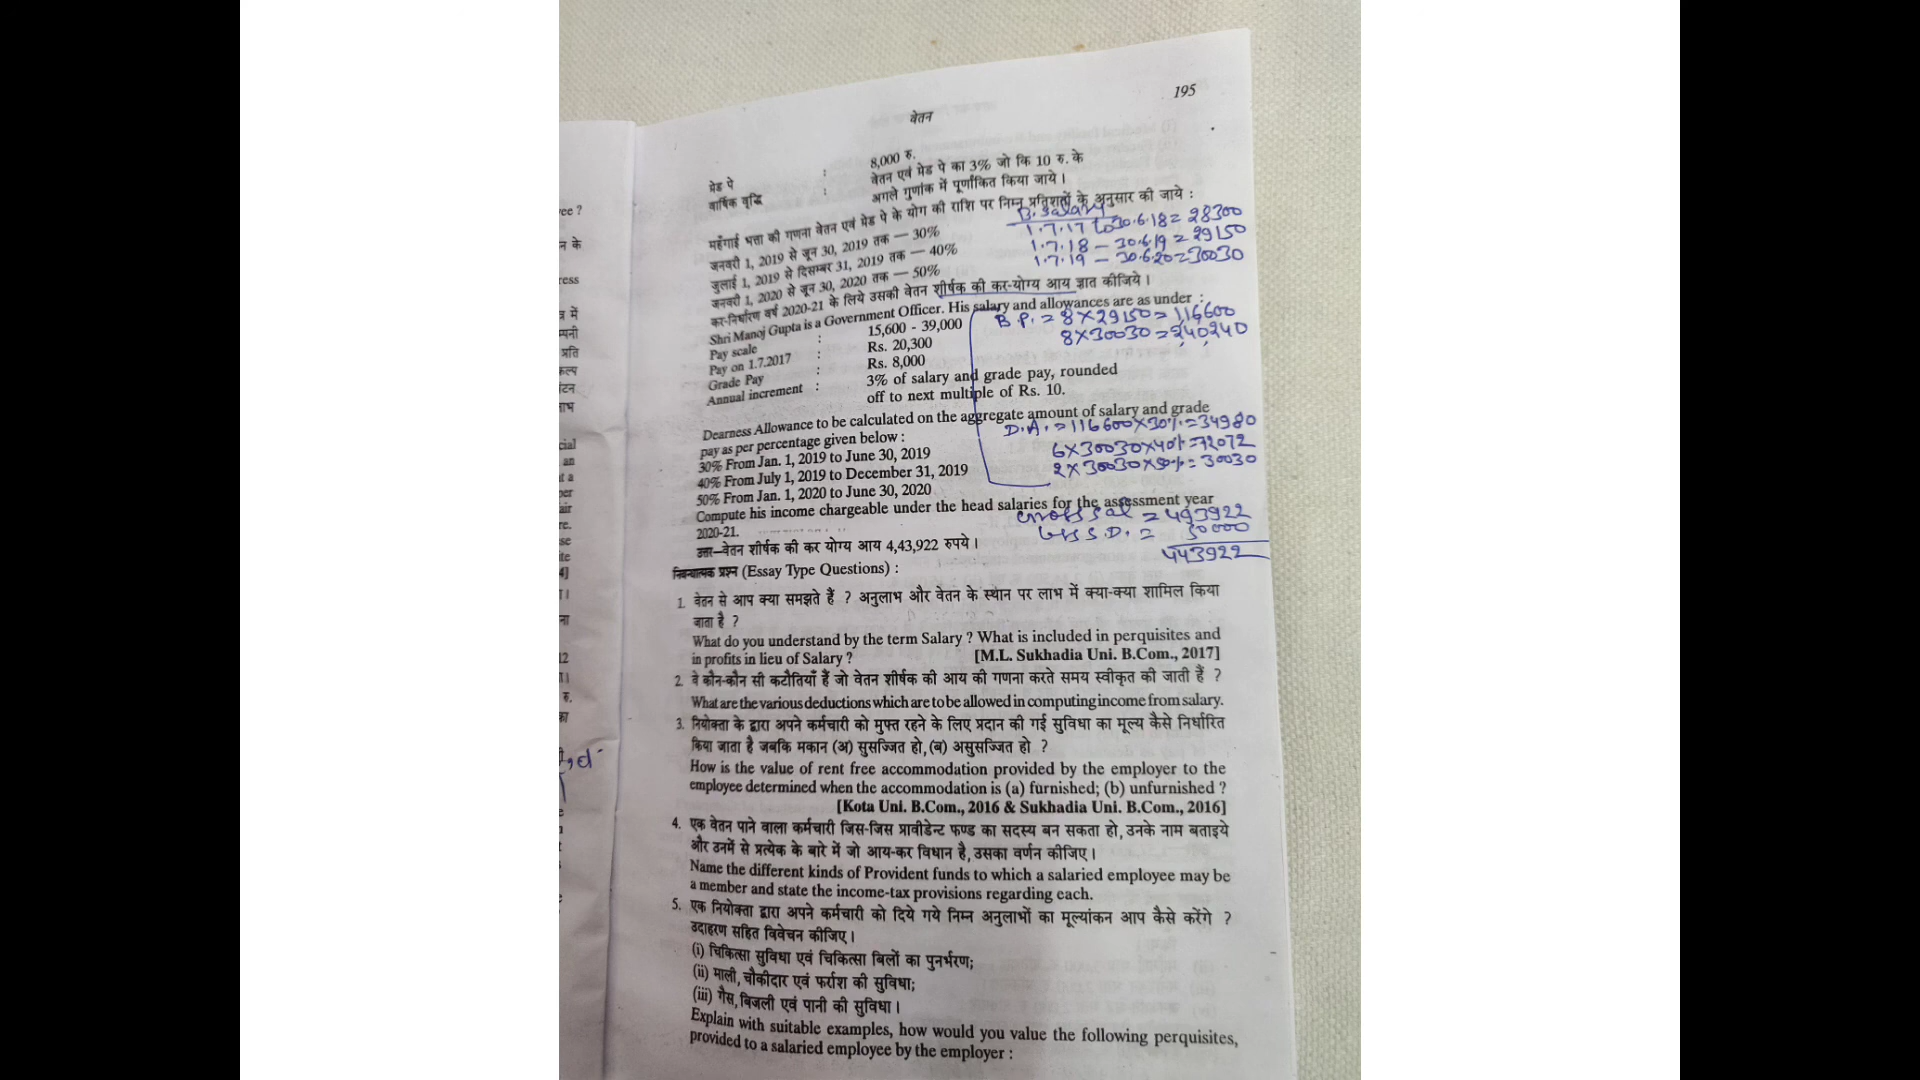 195
वेतन
ग्रेड पे : 8,000 रु.
वार्षिक वृद्धि : वेतन एवं ग्रेड पे का 3% जो कि 10 रु. के
अगले गुणांक में पूर्णांकित किया जाये।
महँगाई भत्ता की गणना वेतन एवं ग्रेड पे के योग की राशि पर निम्न प्रतिशतों के अनुसार की जाये :
B. Salary
जनवरी 1, 2019 से जून 30, 2019 तक — 30%
1.7.17 to 30.6.18 = 28300
जुलाई 1, 2019 से दिसम्बर 31, 2019 तक — 40%
1.7.18 – 30.6.19 = 29150
जनवरी 1, 2020 से जून 30, 2020 तक — 50%
1.7.19 – 30.6.20 = 30030
कर-निर्धारण वर्ष 2020-21 के लिये उसकी वेतन शीर्षक की कर-योग्य आय ज्ञात कीजिये।
Shri Manoj Gupta is a Government Officer. His salary and allowances are as under :
Pay scale : 15,600 - 39,000
B.P. = 8×29150 = 116600
Pay on 1.7.2017 : Rs. 20,300
8×30030 = 240240
Grade Pay : Rs. 8,000
Annual increment : 3% of salary and grade pay, rounded
off to next multiple of Rs. 10.
Dearness Allowance to be calculated on the aggregate amount of salary and grade
pay as per percentage given below :
D.A. = 116600×30% = 34980
30% From Jan. 1, 2019 to June 30, 2019
6×30030×40% = 72072
40% From July 1, 2019 to December 31, 2019
2×30030×50% = 30030
50% From Jan. 1, 2020 to June 30, 2020
Compute his income chargeable under the head salaries for the assessment year
2020-21.
Gross Sal = 493922
उत्तर—वेतन शीर्षक की कर योग्य आय 4,43,922 रुपये।
Less S.D. = 50000
443922
निबन्धात्मक प्रश्न (Essay Type Questions) :
1. वेतन से आप क्या समझते हैं ? अनुलाभ और वेतन के स्थान पर लाभ में क्या-क्या शामिल किया
जाता है ?
What do you understand by the term Salary ? What is included in perquisites and
in profits in lieu of Salary ? [M.L. Sukhadia Uni. B.Com., 2017]
2. वे कौन-कौन सी कटौतियाँ हैं जो वेतन शीर्षक की आय की गणना करते समय स्वीकृत की जाती हैं ?
What are the various deductions which are to be allowed in computing income from salary.
3. नियोक्ता के द्वारा अपने कर्मचारी को मुफ्त रहने के लिए प्रदान की गई सुविधा का मूल्य कैसे निर्धारित
किया जाता है जबकि मकान (अ) सुसज्जित हो, (ब) असुसज्जित हो ?
How is the value of rent free accommodation provided by the employer to the
employee determined when the accommodation is (a) furnished; (b) unfurnished ?
[Kota Uni. B.Com., 2016 & Sukhadia Uni. B.Com., 2016]
4. एक वेतन पाने वाला कर्मचारी जिस-जिस प्रावीडेन्ट फण्ड का सदस्य बन सकता हो, उनके नाम बताइये
और उनमें से प्रत्येक के बारे में जो आय-कर विधान है, उसका वर्णन कीजिए।
Name the different kinds of Provident funds to which a salaried employee may be
a member and state the income-tax provisions regarding each.
5. एक नियोक्ता द्वारा अपने कर्मचारी को दिये गये निम्न अनुलाभों का मूल्यांकन आप कैसे करेंगे ?
उदाहरण सहित विवेचन कीजिए।
(i) चिकित्सा सुविधा एवं चिकित्सा बिलों का पुनर्भरण;
(ii) माली, चौकीदार एवं फर्राश की सुविधा;
(iii) गैस, बिजली एवं पानी की सुविधा।
Explain with suitable examples, how would you value the following perquisites,
provided to a salaried employee by the employer :